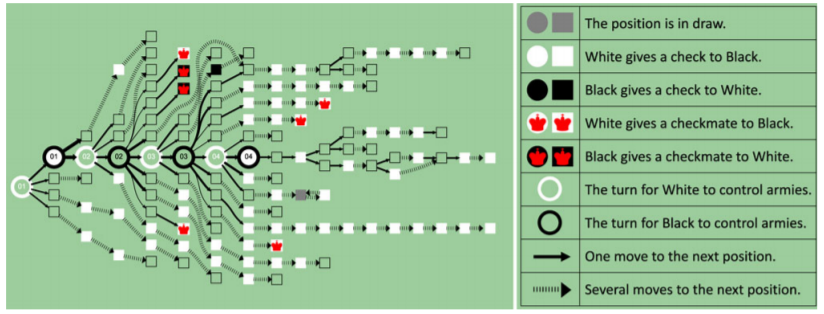 01
01
02
02
03
03
04
04
The position is in draw.
White gives a check to Black.
Black gives a check to White.
White gives a checkmate to Black.
Black gives a checkmate to White.
The turn for White to control armies.
The turn for Black to control armies.
One move to the next position.
Several moves to the next position.